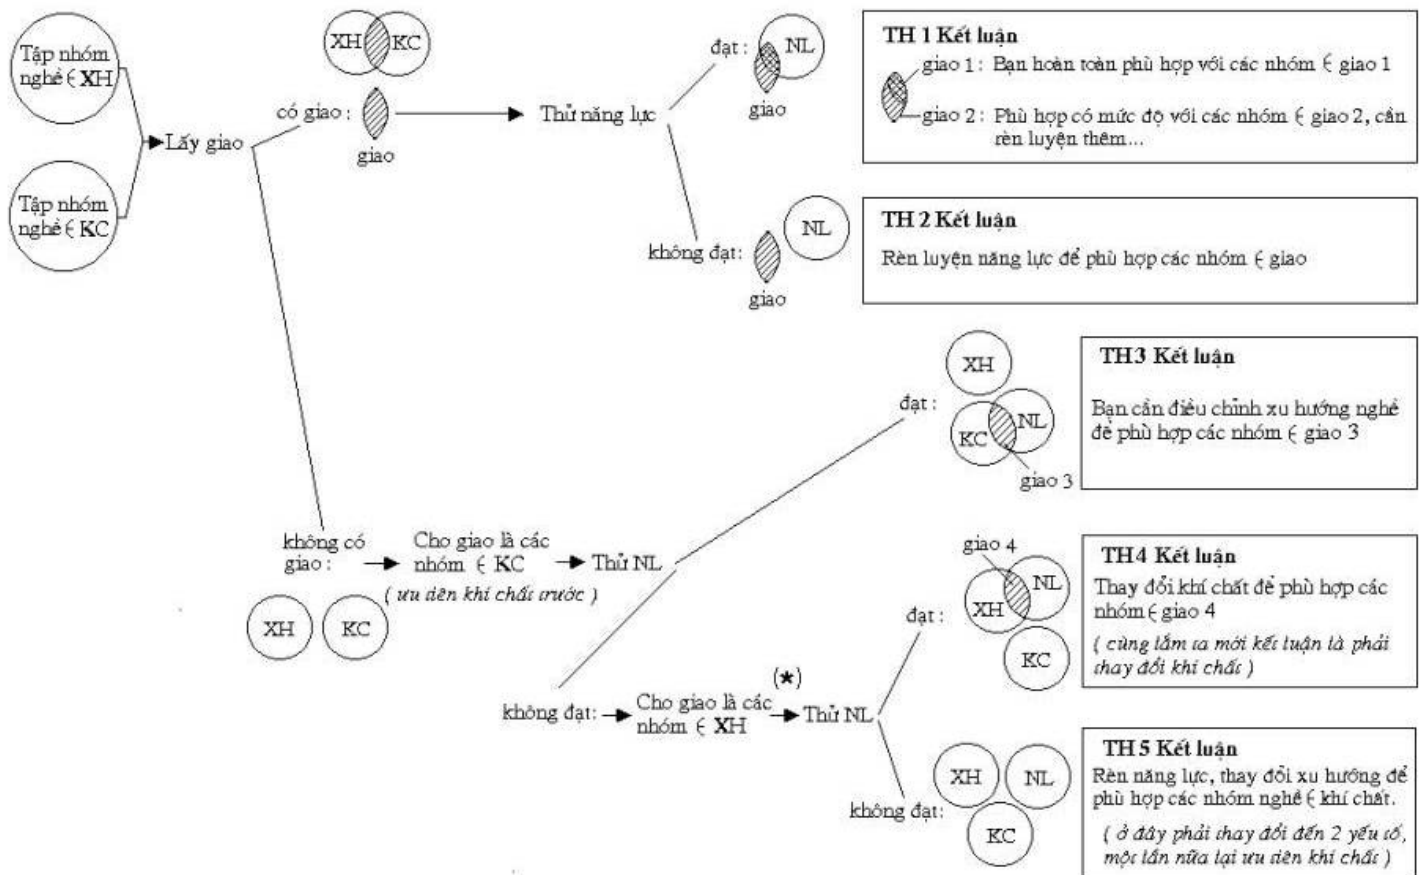 Tập nhóm
nghề ∈ XH
Tập nhóm
nghề ∈ KC
Lấy giao
XH KC
có giao :
giao
Thử năng lực
đạt :
NL
giao
TH 1 Kết luận
giao 1 : Bạn hoàn toàn phù hợp với các nhóm ∈ giao 1
giao 2 : Phù hợp có mức độ với các nhóm ∈ giao 2, cần
rèn luyện thêm...
không đạt:
NL
giao
TH 2 Kết luận
Rèn luyện năng lực để phù hợp các nhóm ∈ giao
không có
giao :
XH KC
Cho giao là các
nhóm ∈ KC
( ưu tiên khí chất trước )
Thử NL
đạt :
XH
KC NL
giao 3
TH3 Kết luận
Bạn cần điều chỉnh xu hướng nghề
để phù hợp các nhóm ∈ giao 3
không đạt:
Cho giao là các
nhóm ∈ XH
(★)
Thử NL
đạt :
giao 4
NL
XH
KC
TH4 Kết luận
Thay đổi khí chất để phù hợp các
nhóm ∈ giao 4
( cùng lắm ta mới kết luận là phải
thay đổi khí chất )
không đạt:
XH NL
KC
TH 5 Kết luận
Rèn năng lực, thay đổi xu hướng để
phù hợp các nhóm nghề ∈ khí chất.
( ở đây phải thay đổi đến 2 yếu tố,
một lần nữa lại ưu tiên khí chất )